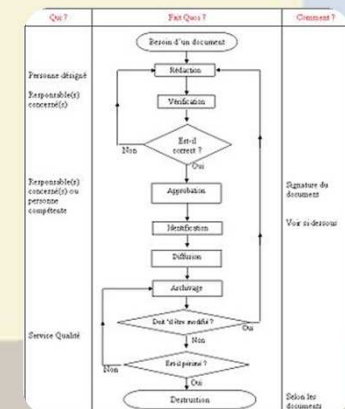 Qui ?
Fait Quoi ?
Comment ?
Besoin d'un document
Personne désigné
Rédaction
Responsable(s)
concerné(s)
Vérification
Est-il
correct ?
Non
Oui
Responsable(s)
concerné(s) ou
personne
compétente
Approbation
Signature du
document
Identification
Voir si-dessous
Diffusion
Archivage
Service Qualité
Doit-'d être modifié ?
Oui
Non
Est-il périmé ?
Non
Oui
Destruction
Selon les
documents